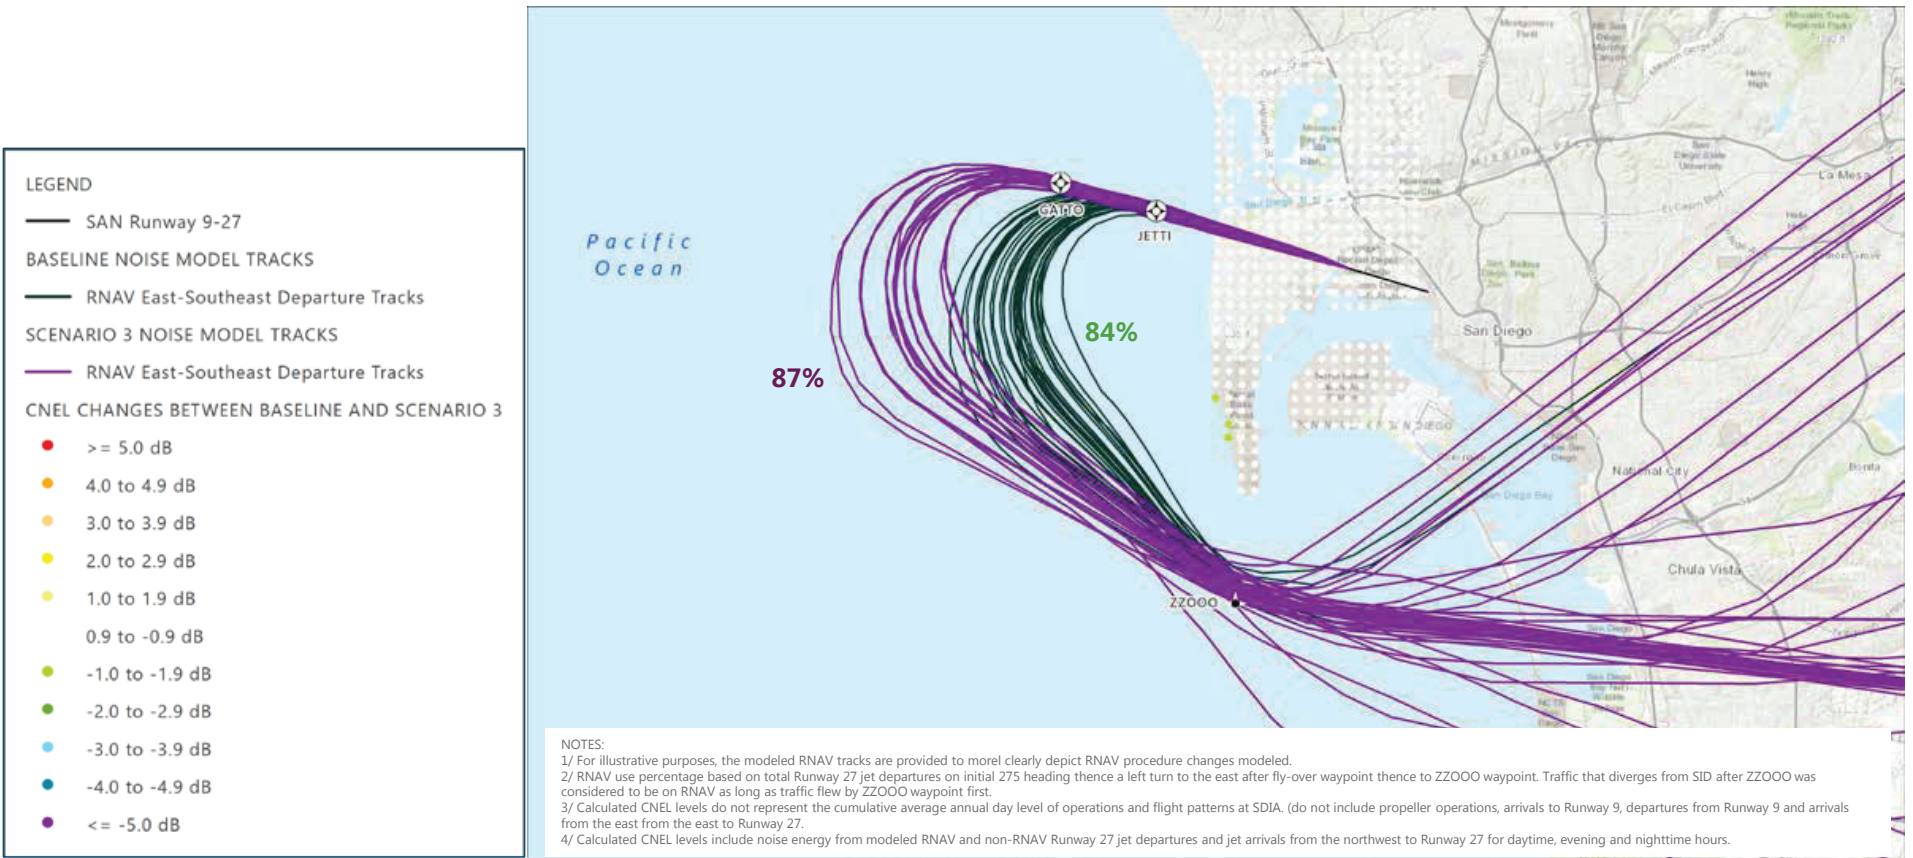 LEGEND
SAN Runway 9-27
BASELINE NOISE MODEL TRACKS
RNAV East-Southeast Departure Tracks
SCENARIO 3 NOISE MODEL TRACKS
RNAV East-Southeast Departure Tracks
CNEL CHANGES BETWEEN BASELINE AND SCENARIO 3
>= 5.0 dB
4.0 to 4.9 dB
3.0 to 3.9 dB
2.0 to 2.9 dB
1.0 to 1.9 dB
0.9 to -0.9 dB
-1.0 to -1.9 dB
-2.0 to -2.9 dB
-3.0 to -3.9 dB
-4.0 to -4.9 dB
<= -5.0 dB
Pacific
Ocean
GATTO
JETTI
87%
84%
ZZOOO
MISSION VALLEY
La Mesa
San Diego
National City
Bonita
San Diego Bay
Chula Vista
NOTES:
1/ For illustrative purposes, the modeled RNAV tracks are provided to morel clearly depict RNAV procedure changes modeled.
2/ RNAV use percentage based on total Runway 27 jet departures on initial 275 heading thence a left turn to the east after fly-over waypoint thence to ZZOOO waypoint. Traffic that diverges from SID after ZZOOO was
considered to be on RNAV as long as traffic flew by ZZOOO waypoint first.
3/ Calculated CNEL levels do not represent the cumulative average annual day level of operations and flight patterns at SDIA. (do not include propeller operations, arrivals to Runway 9, departures from Runway 9 and arrivals
from the east from the east to Runway 27.
4/ Calculated CNEL levels include noise energy from modeled RNAV and non-RNAV Runway 27 jet departures and jet arrivals from the northwest to Runway 27 for daytime, evening and nighttime hours.